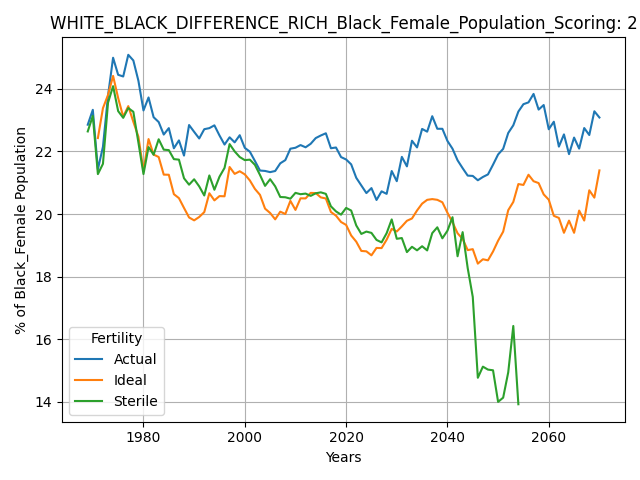 WHITE_BLACK_DIFFERENCE_RICH_Black_Female_Population_Scoring: 2
% of Black_Female Population
24
22
20
18
16
14
Fertility
Actual
Ideal
Sterile
1980
2000
2020
2040
2060
Years